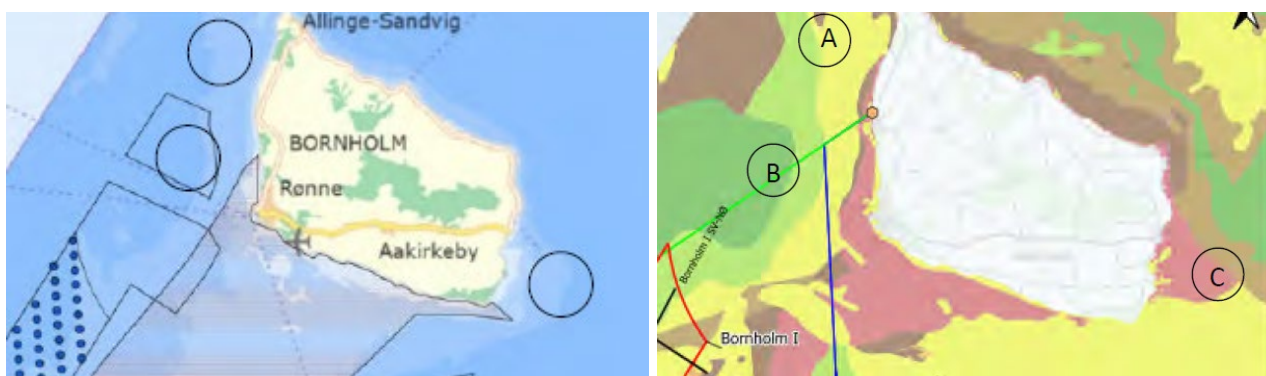 Allinge-Sandvig
BORNHOLM
Rønne
Aakirkeby
A
B
C
Bornholm I SV-NØ
Bornholm I